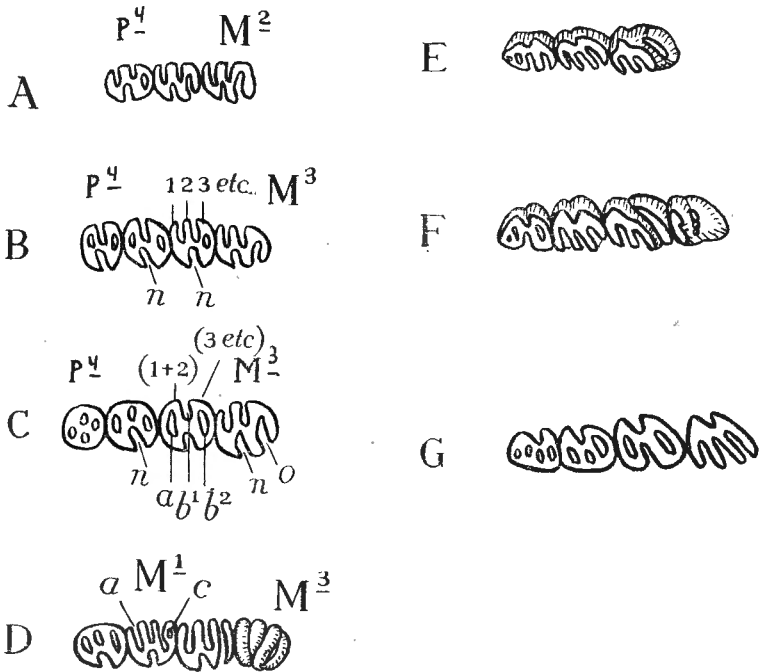 A
P4 M2
B
P4 1 2 3 etc. M3
n n
C
(3 etc)
P4 (1+2) M3
n a b1 b2 n o
D
a M1 c M3
E
F
G